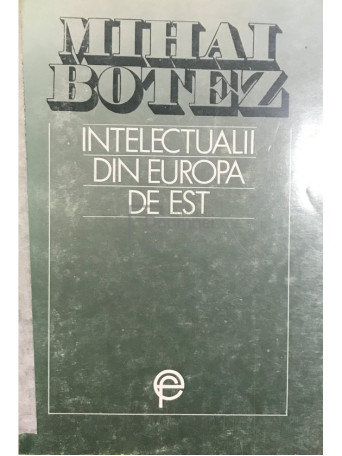 MIHAI
BOTEZ
INTELECTUALII
DIN EUROPA
DE EST